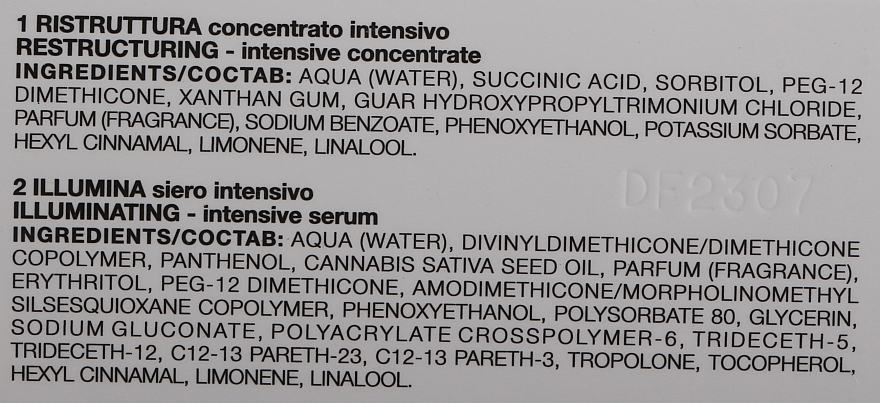 1 RISTRUTTURA concentrato intensivo
RESTRUCTURING - intensive concentrate
INGREDIENTS/COCTAB: AQUA (WATER), SUCCINIC ACID, SORBITOL, PEG-12
DIMETHICONE, XANTHAN GUM, GUAR HYDROXYPROPYLTRIMONIUM CHLORIDE,
PARFUM (FRAGRANCE), SODIUM BENZOATE, PHENOXYETHANOL, POTASSIUM SORBATE,
HEXYL CINNAMAL, LIMONENE, LINALOOL.
2 ILLUMINA siero intensivo
ILLUMINATING - intensive serum
INGREDIENTS/COCTAB: AQUA (WATER), DIVINYLDIMETHICONE/DIMETHICONE
COPOLYMER, PANTHENOL, CANNABIS SATIVA SEED OIL, PARFUM (FRAGRANCE),
ERYTHRITOL, PEG-12 DIMETHICONE, AMODIMETHICONE/MORPHOLINOMETHYL
SILSESQUIOXANE COPOLYMER, PHENOXYETHANOL, POLYSORBATE 80, GLYCERIN,
SODIUM GLUCONATE, POLYACRYLATE CROSSPOLYMER-6, TRIDECETH-5,
TRIDECETH-12, C12-13 PARETH-23, C12-13 PARETH-3, TROPOLONE, TOCOPHEROL,
HEXYL CINNAMAL, LIMONENE, LINALOOL.
DF2307